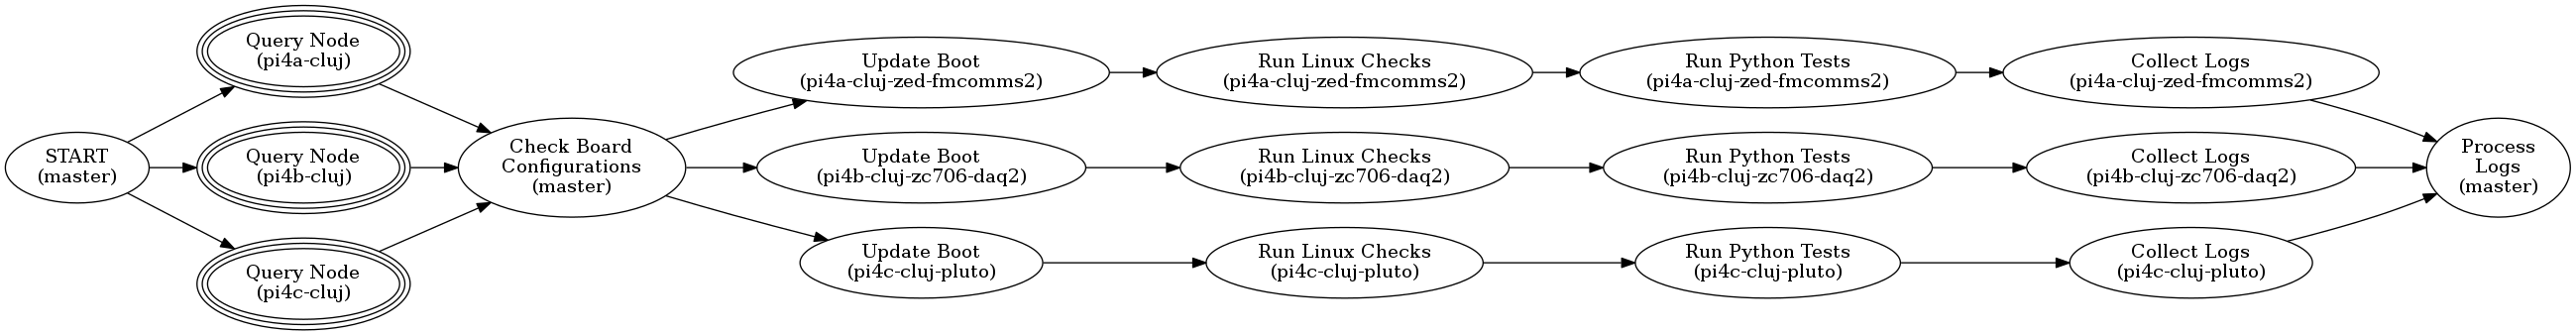 START
(master)
Query Node
(pi4a-cluj)
Query Node
(pi4b-cluj)
Query Node
(pi4c-cluj)
Check Board
Configurations
(master)
Update Boot
(pi4a-cluj-zed-fmcomms2)
Run Linux Checks
(pi4a-cluj-zed-fmcomms2)
Run Python Tests
(pi4a-cluj-zed-fmcomms2)
Collect Logs
(pi4a-cluj-zed-fmcomms2)
Update Boot
(pi4b-cluj-zc706-daq2)
Run Linux Checks
(pi4b-cluj-zc706-daq2)
Run Python Tests
(pi4b-cluj-zc706-daq2)
Collect Logs
(pi4b-cluj-zc706-daq2)
Update Boot
(pi4c-cluj-pluto)
Run Linux Checks
(pi4c-cluj-pluto)
Run Python Tests
(pi4c-cluj-pluto)
Collect Logs
(pi4c-cluj-pluto)
Process
Logs
(master)